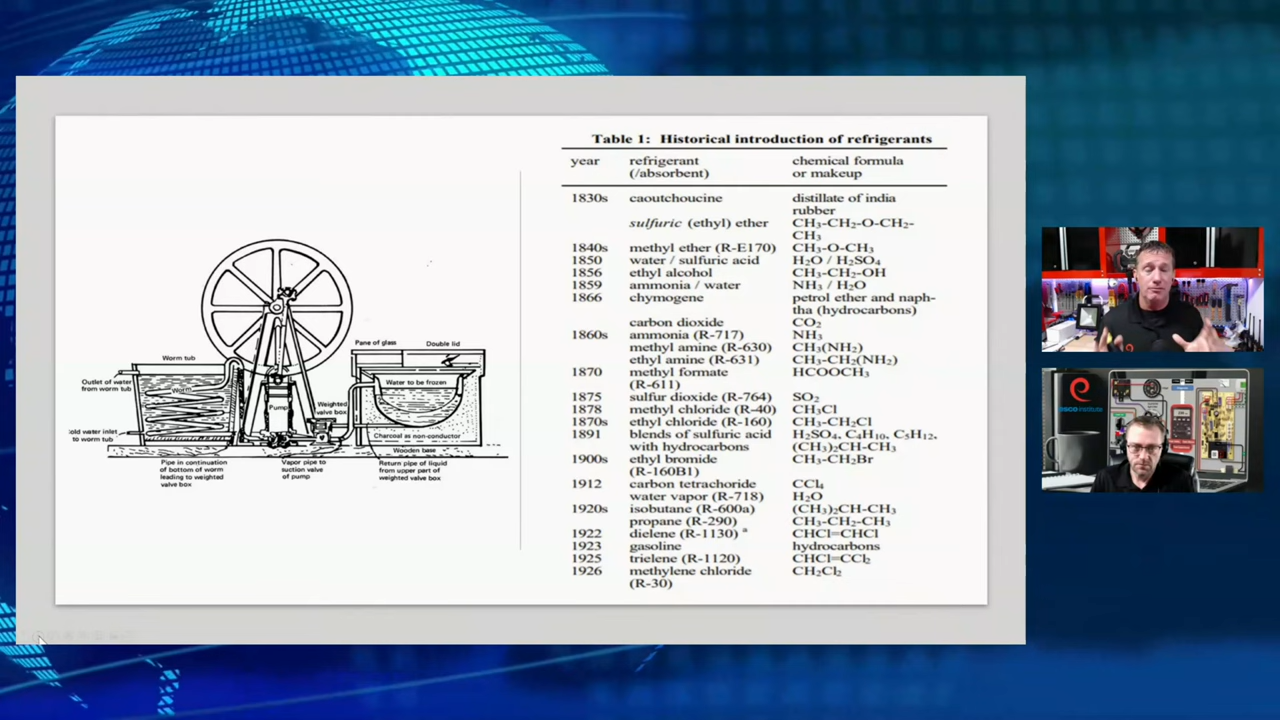 Table 1: Historical introduction of refrigerants
year refrigerant (/absorbent) chemical formula or makeup
1830s caoutchoucine distillate of india rubber
sulfuric (ethyl) ether CH₃-CH₂-O-CH₂-CH₃
1840s methyl ether (R-E170) CH₃-O-CH₃
1850 water / sulfuric acid H₂O / H₂SO₄
1856 ethyl alcohol CH₃-CH₂-OH
1859 ammonia / water NH₃ / H₂O
1866 chymogene petrol ether and naph-
tha (hydrocarbons)
carbon dioxide CO₂
1860s ammonia (R-717) NH₃
methyl amine (R-630) CH₃(NH₂)
ethyl amine (R-631) CH₃-CH₂(NH₂)
1870 methyl formate HCOOCH₃
(R-611)
1875 sulfur dioxide (R-764) SO₂
1878 methyl chloride (R-40) CH₃Cl
1870s ethyl chloride (R-160) CH₃-CH₂Cl
1891 blends of sulfuric acid H₂SO₄, C₄H₁₀, C₅H₁₂,
with hydrocarbons (CH₃)₂CH-CH₃
1900s ethyl bromide CH₃-CH₂Br
(R-160B1)
1912 carbon tetrachoride CCl₄
water vapor (R-718) H₂O
1920s isobutane (R-600a) (CH₃)₂CH-CH₃
propane (R-290) CH₃-CH₂-CH₃
1922 dielene (R-1130) ᵃ CHCl=CHCl
1923 gasoline hydrocarbons
1925 trielene (R-1120) CHCl=CCl₂
1926 methylene chloride CH₂Cl₂
(R-30)
Pane of glass
Double lid
Worm tub
Outlet of water
from worm tub
Worm
Water to be frozen
Pump
Weighted
valve box
old water inlet
to worm tub
Charcoal as non-conductor
Wooden base
Pipe in continuation
of bottom of worm
leading to weighted
valve box
Vapor pipe to
suction valve
of pump
Return pipe of liquid
from upper part of
weighted valve box
esco institute